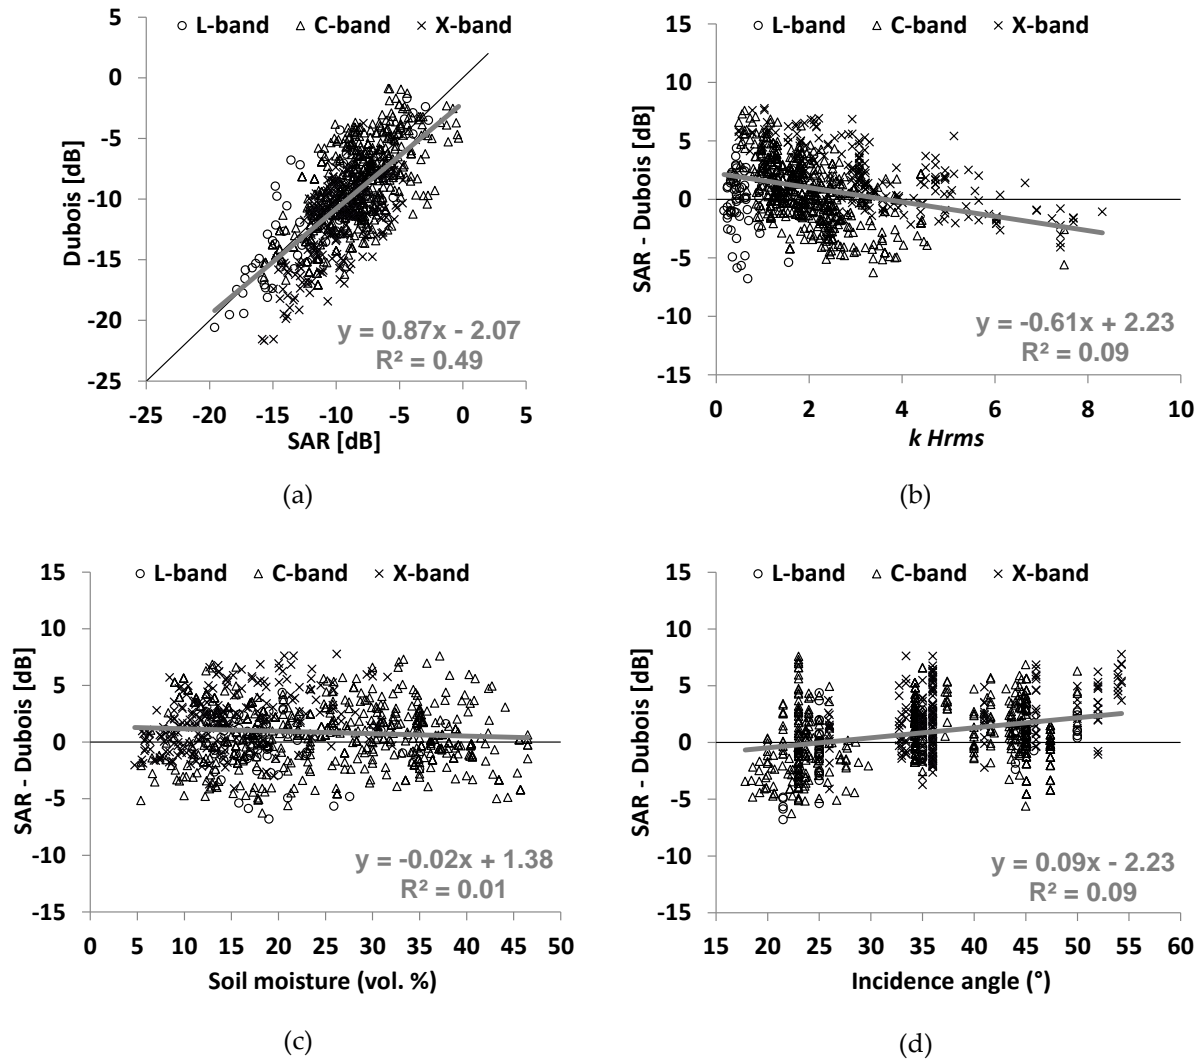 ○ L-band △ C-band × X-band
5
0
-5
-10
-15
-20
-25
Dubois [dB]
y = 0.87x - 2.07
R² = 0.49
-25 -20 -15 -10 -5 0 5
SAR [dB]
(a)
○ L-band △ C-band × X-band
15
10
5
0
-5
-10
-15
SAR - Dubois [dB]
y = -0.61x + 2.23
R² = 0.09
0 2 4 6 8 10
k Hrms
(b)
○ L-band △ C-band × X-band
15
10
5
0
-5
-10
-15
SAR - Dubois [dB]
y = -0.02x + 1.38
R² = 0.01
0 5 10 15 20 25 30 35 40 45 50
Soil moisture (vol. %)
(c)
○ L-band △ C-band × X-band
15
10
5
0
-5
-10
-15
SAR - Dubois [dB]
y = 0.09x - 2.23
R² = 0.09
15 20 25 30 35 40 45 50 55 60
Incidence angle (°)
(d)